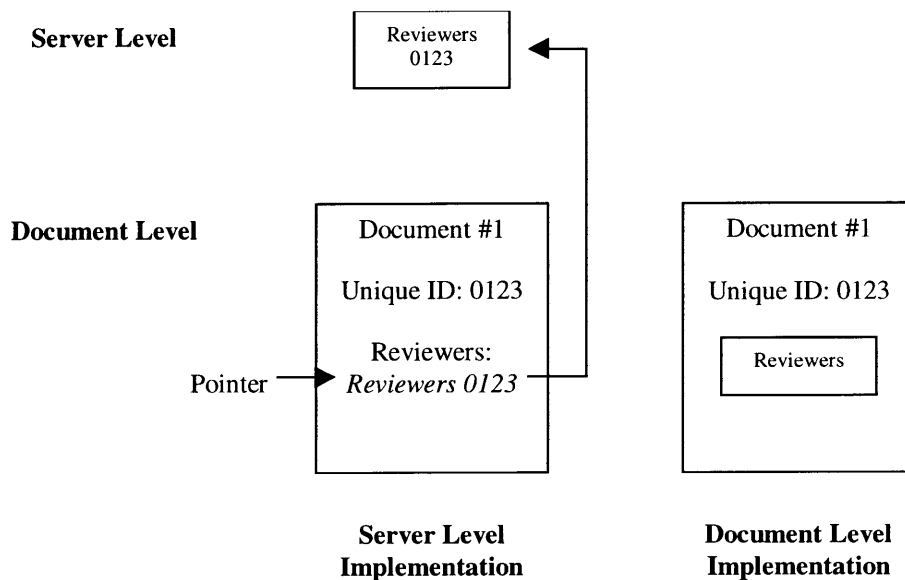 Server Level
Reviewers
0123
Document Level
Document #1
Unique ID: 0123
Reviewers:
Pointer
Reviewers 0123
Document #1
Unique ID: 0123
Reviewers
Server Level
Implementation
Document Level
Implementation